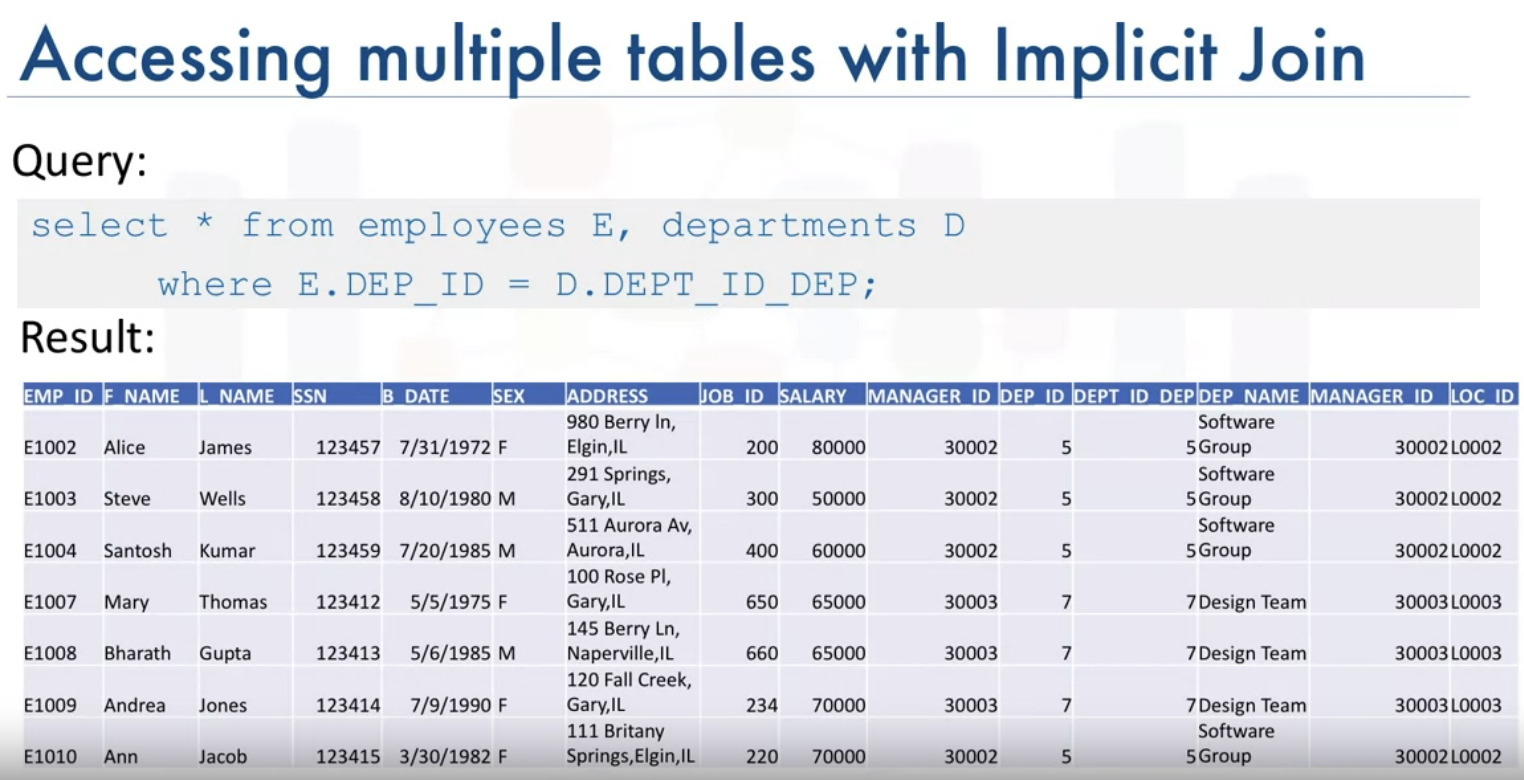 Accessing multiple tables with Implicit Join
Query:
select * from employees E, departments D
where E.DEP_ID = D.DEPT_ID_DEP;
Result:
EMP_ID F_NAME L_NAME SSN B_DATE SEX ADDRESS JOB_ID SALARY MANAGER_ID DEP_ID DEPT_ID_DEP DEP_NAME MANAGER_ID LOC_ID
980 Berry ln, Software
E1002 Alice James 123457 7/31/1972 F Elgin,IL 200 80000 30002 5 5 Group 30002 L0002
291 Springs, Software
E1003 Steve Wells 123458 8/10/1980 M Gary,IL 300 50000 30002 5 5 Group 30002 L0002
511 Aurora Av, Software
E1004 Santosh Kumar 123459 7/20/1985 M Aurora,IL 400 60000 30002 5 5 Group 30002 L0002
100 Rose Pl,
E1007 Mary Thomas 123412 5/5/1975 F Gary,IL 650 65000 30003 7 7 Design Team 30003 L0003
145 Berry Ln,
E1008 Bharath Gupta 123413 5/6/1985 M Naperville,IL 660 65000 30003 7 7 Design Team 30003 L0003
120 Fall Creek,
E1009 Andrea Jones 123414 7/9/1990 F Gary,IL 234 70000 30003 7 7 Design Team 30003 L0003
111 Britany Software
E1010 Ann Jacob 123415 3/30/1982 F Springs,Elgin,IL 220 70000 30002 5 5 Group 30002 L0002